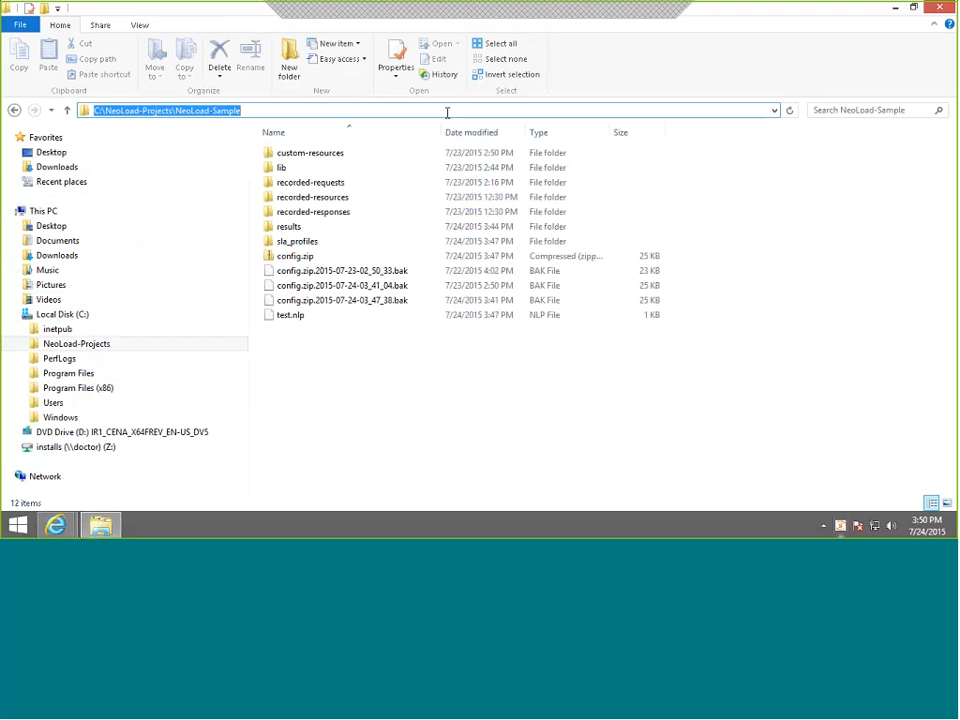 File Home Share View
Copy
Paste
Cut
Copy path
Paste shortcut
Clipboard
Move to
Copy to
Delete
Rename
Organize
New folder
New item
Easy access
New
Properties
Open
Edit
History
Open
Select all
Select none
Invert selection
Select
C:\NeoLoad-Projects\NeoLoad-Sample
Search NeoLoad-Sample
Favorites
Desktop
Downloads
Recent places
This PC
Desktop
Documents
Downloads
Music
Pictures
Videos
Local Disk (C:)
inetpub
NeoLoad-Projects
PerfLogs
Program Files
Program Files (x86)
Users
Windows
DVD Drive (D:) IR1_CENA_X64FREV_EN-US_DV5
installs (\\doctor) (Z:)
Network
Name Date modified Type Size
custom-resources 7/23/2015 2:50 PM File folder
lib 7/23/2015 2:44 PM File folder
recorded-requests 7/23/2015 2:16 PM File folder
recorded-resources 7/23/2015 12:30 PM File folder
recorded-responses 7/23/2015 12:30 PM File folder
results 7/24/2015 3:44 PM File folder
sla_profiles 7/24/2015 3:47 PM File folder
config.zip 7/24/2015 3:47 PM Compressed (zipp... 25 KB
config.zip.2015-07-23-02_50_33.bak 7/22/2015 4:02 PM BAK File 23 KB
config.zip.2015-07-24-03_41_04.bak 7/23/2015 2:50 PM BAK File 25 KB
config.zip.2015-07-24-03_47_38.bak 7/24/2015 3:41 PM BAK File 25 KB
test.nlp 7/24/2015 3:47 PM NLP File 1 KB
12 items
3:50 PM
7/24/2015